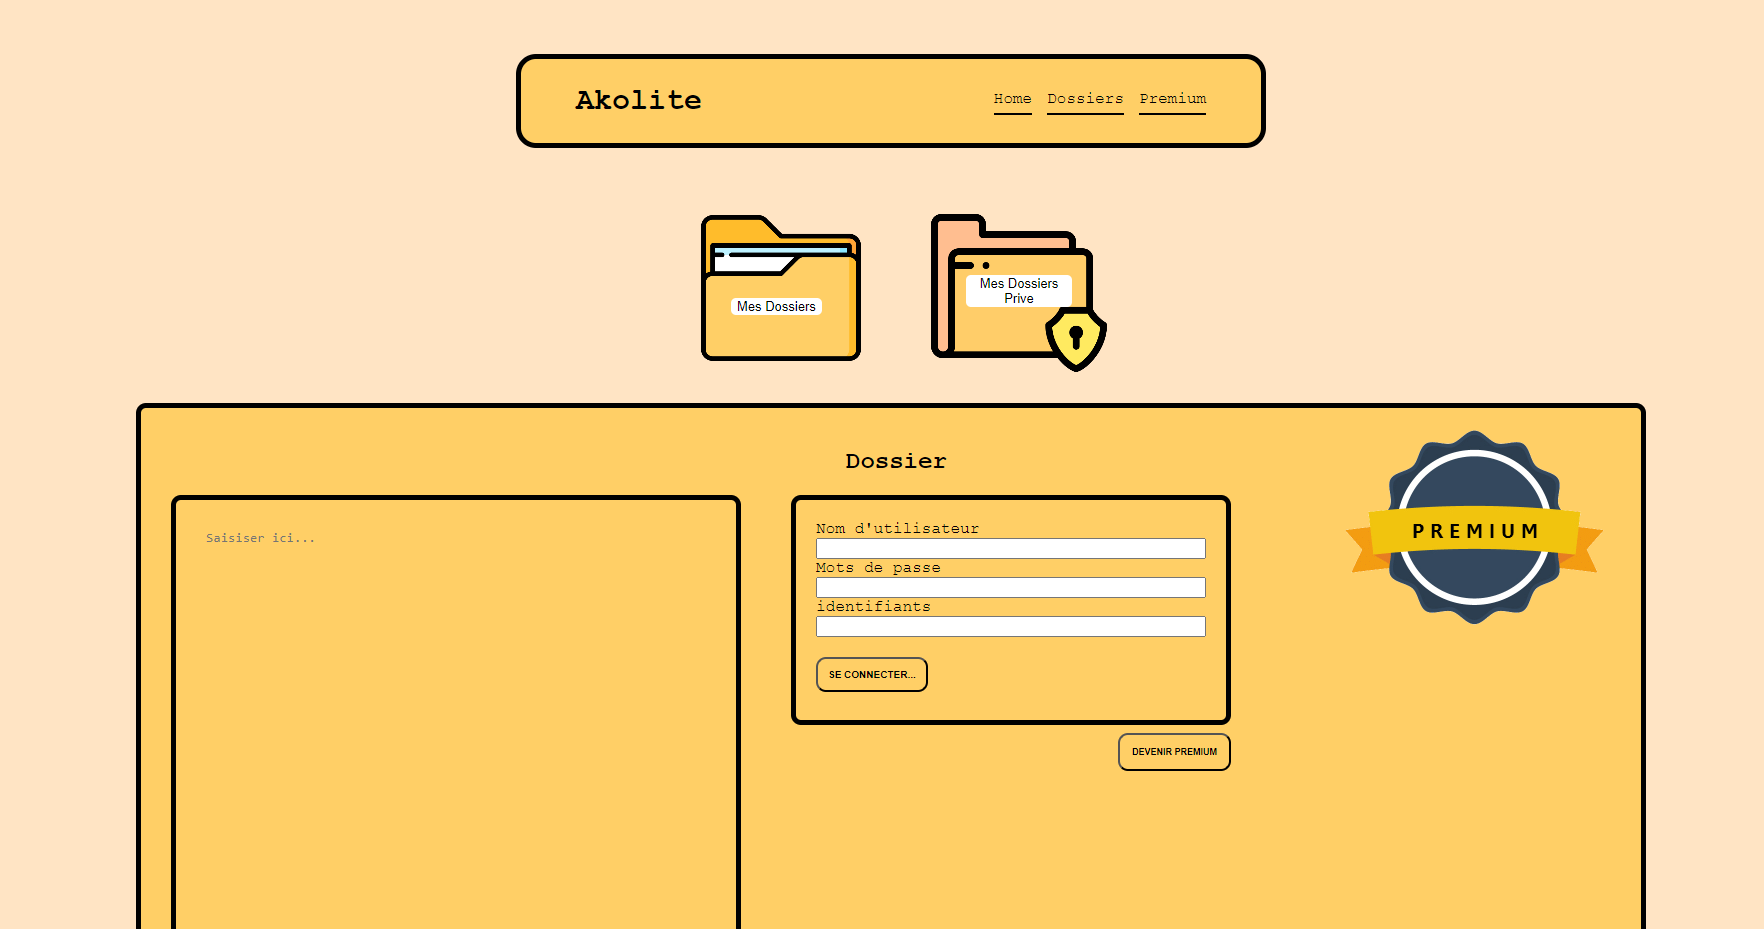 Akolite
Home Dossiers Premium
Mes Dossiers
Mes Dossiers
Prive
Dossier
Saisiser ici...
Nom d'utilisateur
Mots de passe
identifiants
SE CONNECTER...
DEVENIR PREMIUM
PREMIUM